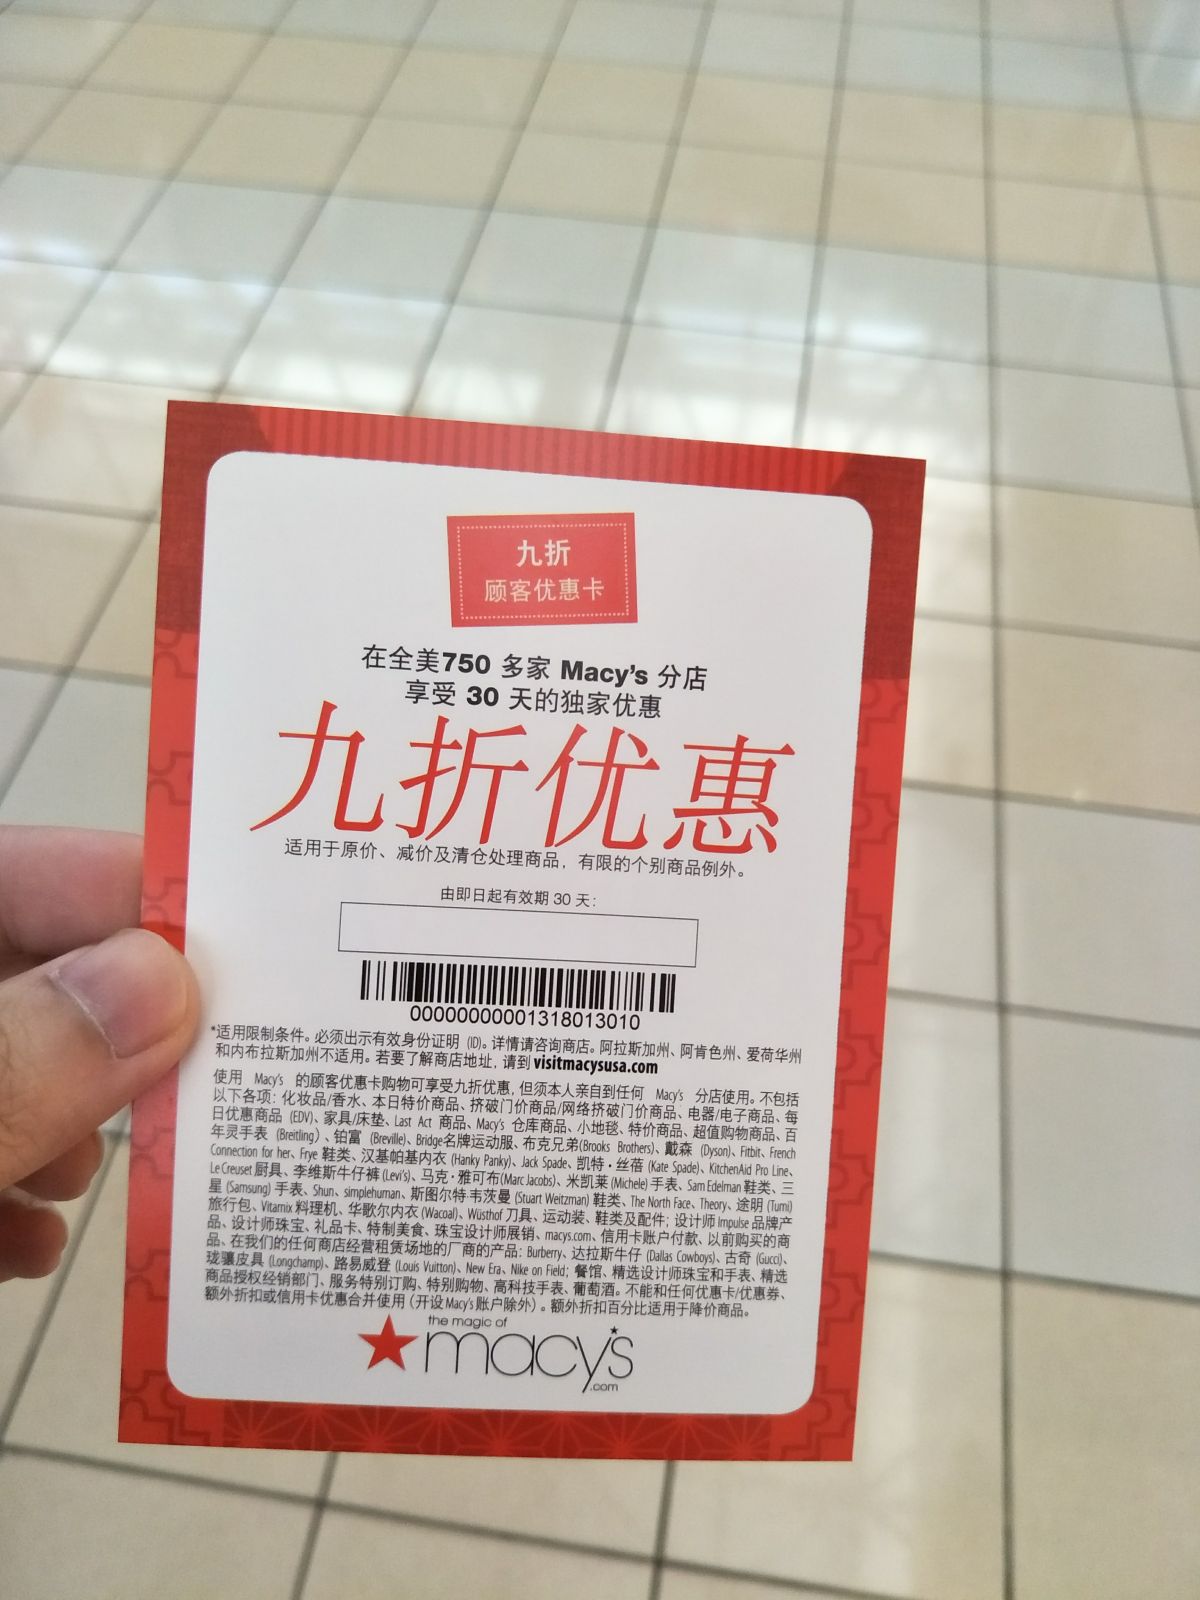 九折
顾客优惠卡
在全美750 多家 Macy's 分店
享受 30 天的独家优惠
九折优惠
适用于原价、减价及清仓处理商品，有限的个别商品例外。
由即日起有效期 30 天：
00000000001318013010
*适用限制条件。必须出示有效身份证明 (ID)。详情请咨询商店。阿拉斯加州、阿肯色州、爱荷华州
和内布拉斯加州不适用。若要了解商店地址，请到 visitmacysusa.com
使用 Macy's 的顾客优惠卡购物可享受九折优惠，但须本人亲自到任何 Macy's 分店使用。不包括
以下各项：化妆品/香水、本日特价商品、挤破门价商品/网络挤破门价商品、电器/电子商品、每
日优惠商品 (EDV)、家具/床垫、Last Act 商品、Macy's 仓库商品、小地毯、特价商品、超值购物商品、百
年灵手表 (Breitling)、铂富 (Breville)、Bridge名牌运动服、布克兄弟(Brooks Brothers)、戴森 (Dyson)、Fitbit、French
Connection for her、Frye 鞋类、汉基帕基内衣 (Hanky Panky)、Jack Spade、凯特·丝蓓 (Kate Spade)、KitchenAid Pro Line、
Le Creuset 厨具、李维斯牛仔裤 (Levi's)、马克·雅可布(Marc Jacobs)、米凯莱 (Michele) 手表、Sam Edelman 鞋类、三
星 (Samsung) 手表、Shun、simplehuman、斯图尔特·韦茨曼 (Stuart Weitzman) 鞋类、The North Face、Theory、途明 (Tumi)
旅行包、Vitamix 料理机、华歌尔内衣 (Wacoal)、Wüsthof 刀具、运动装、鞋类及配件；设计师 Impulse 品牌产
品、设计师珠宝、礼品卡、特制美食、珠宝设计师展销、macys.com、信用卡账户付款、以前购买的商
品、在我们的任何商店经营租赁场地的厂商的产品：Burberry、达拉斯牛仔 (Dallas Cowboys)、古奇 (Gucci)、
珑骧皮具 (Longchamp)、路易威登 (Louis Vuitton)、New Era、Nike on Field；餐馆、精选设计师珠宝和手表、精选
商品授权经销部门、服务特别订购、特别购物、高科技手表、葡萄酒。不能和任何优惠卡/优惠券、
额外折扣或信用卡优惠合并使用（开设 Macy's 账户除外）。额外折扣百分比适用于降价商品。
the magic of
macy's
.com